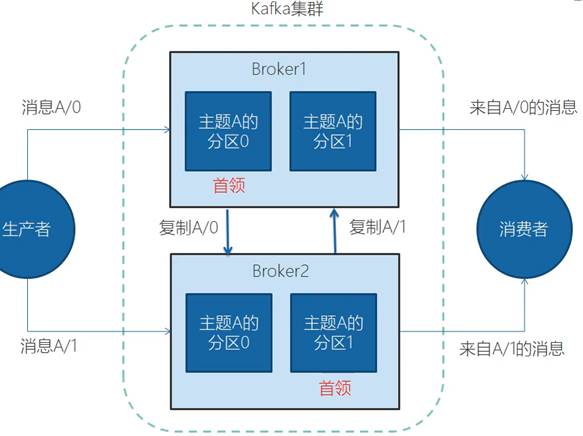 Kafka集群
Broker1
消息A/0
主题A的
分区0
主题A的
分区1
来自A/0的消息
首领
生产者
复制A/0
复制A/1
消费者
Broker2
主题A的
分区0
主题A的
分区1
消息A/1
来自A/1的消息
首领